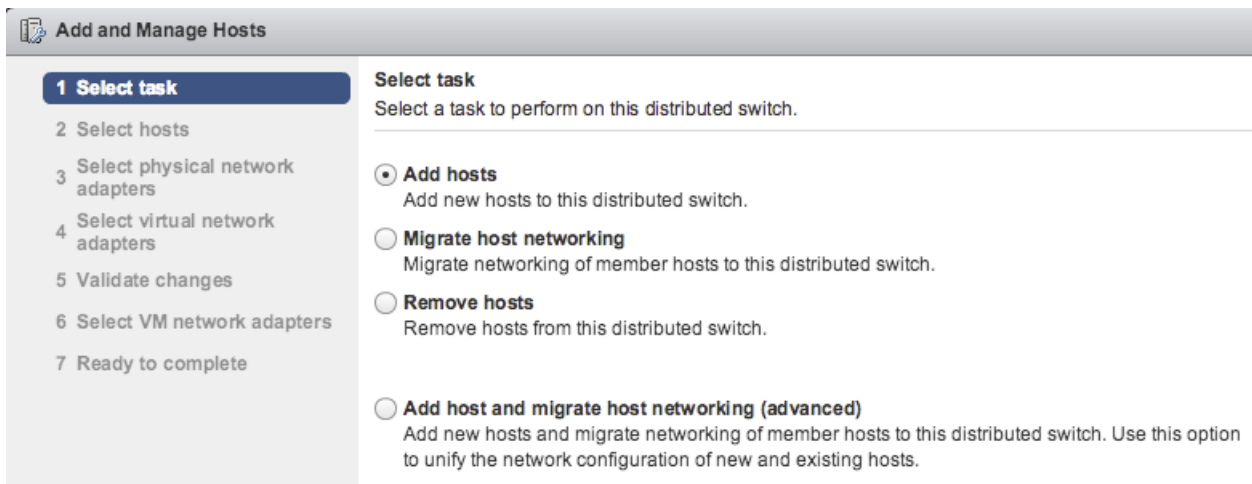 Add and Manage Hosts
1 Select task
2 Select hosts
3 Select physical network
adapters
4 Select virtual network
adapters
5 Validate changes
6 Select VM network adapters
7 Ready to complete
Select task
Select a task to perform on this distributed switch.
Add hosts
Add new hosts to this distributed switch.
Migrate host networking
Migrate networking of member hosts to this distributed switch.
Remove hosts
Remove hosts from this distributed switch.
Add host and migrate host networking (advanced)
Add new hosts and migrate networking of member hosts to this distributed switch. Use this option
to unify the network configuration of new and existing hosts.